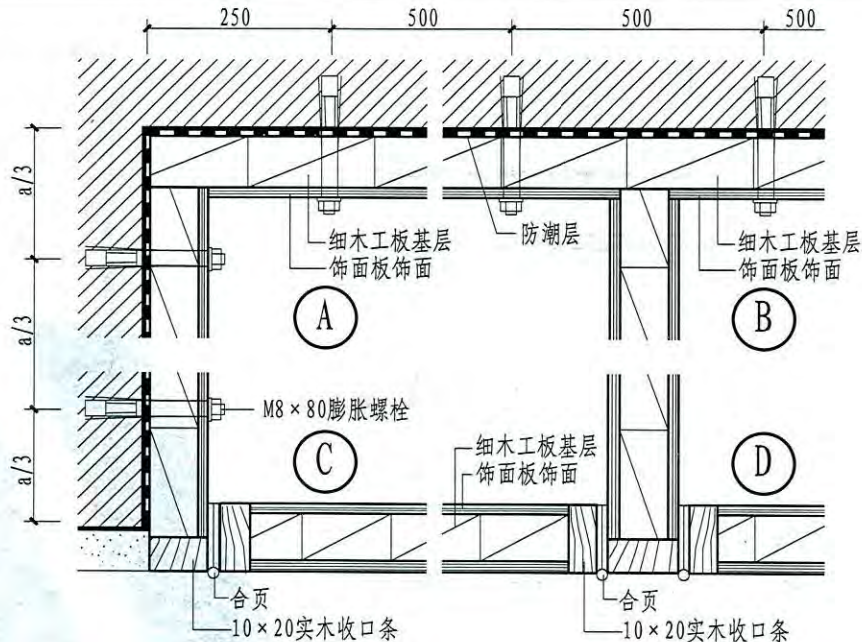 250
500
500
500
a/3
细木工板基层
饰面板饰面
防潮层
细木工板基层
饰面板饰面
A
B
a/3
M8×80膨胀螺栓
C
D
细木工板基层
饰面板饰面
a/3
合页
10×20实木收口条
合页
10×20实木收口条